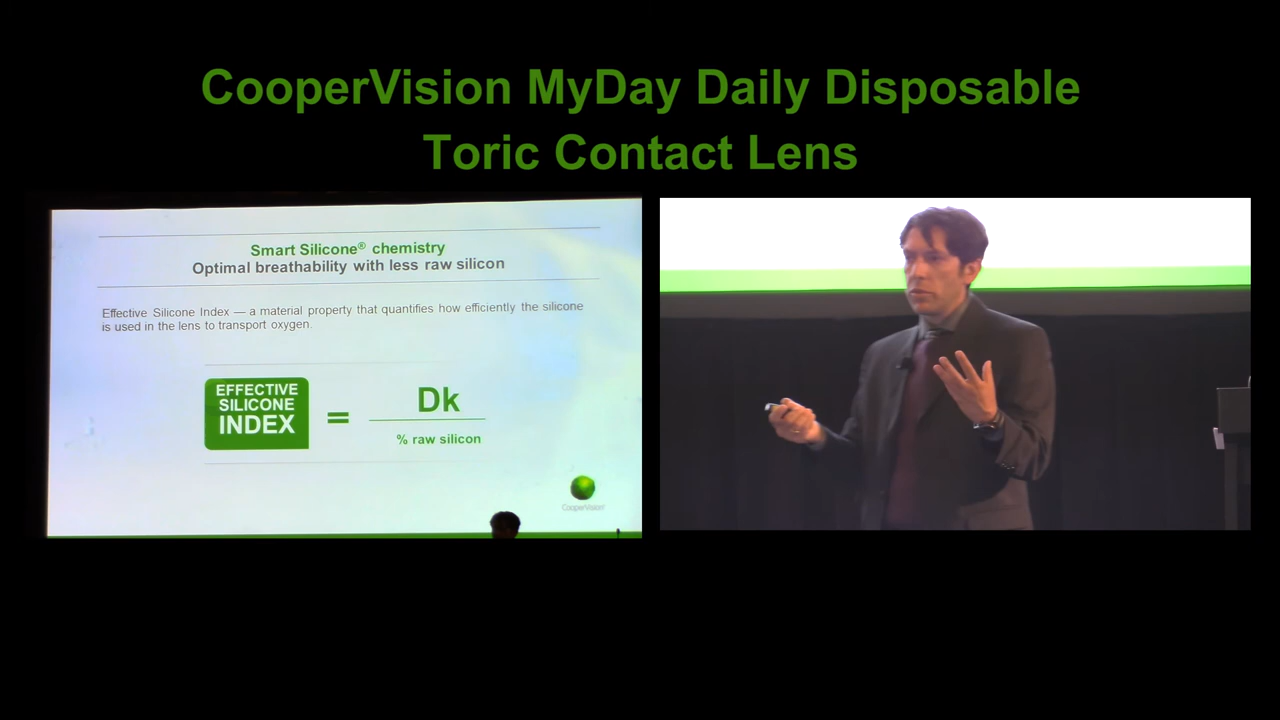 CooperVision MyDay Daily Disposable
Toric Contact Lens
Smart Silicone® chemistry
Optimal breathability with less raw silicon
Effective Silicone Index — a material property that quantifies how efficiently the silicone
is used in the lens to transport oxygen.
EFFECTIVE
SILICONE
INDEX
=
Dk
% raw silicon
CooperVision®